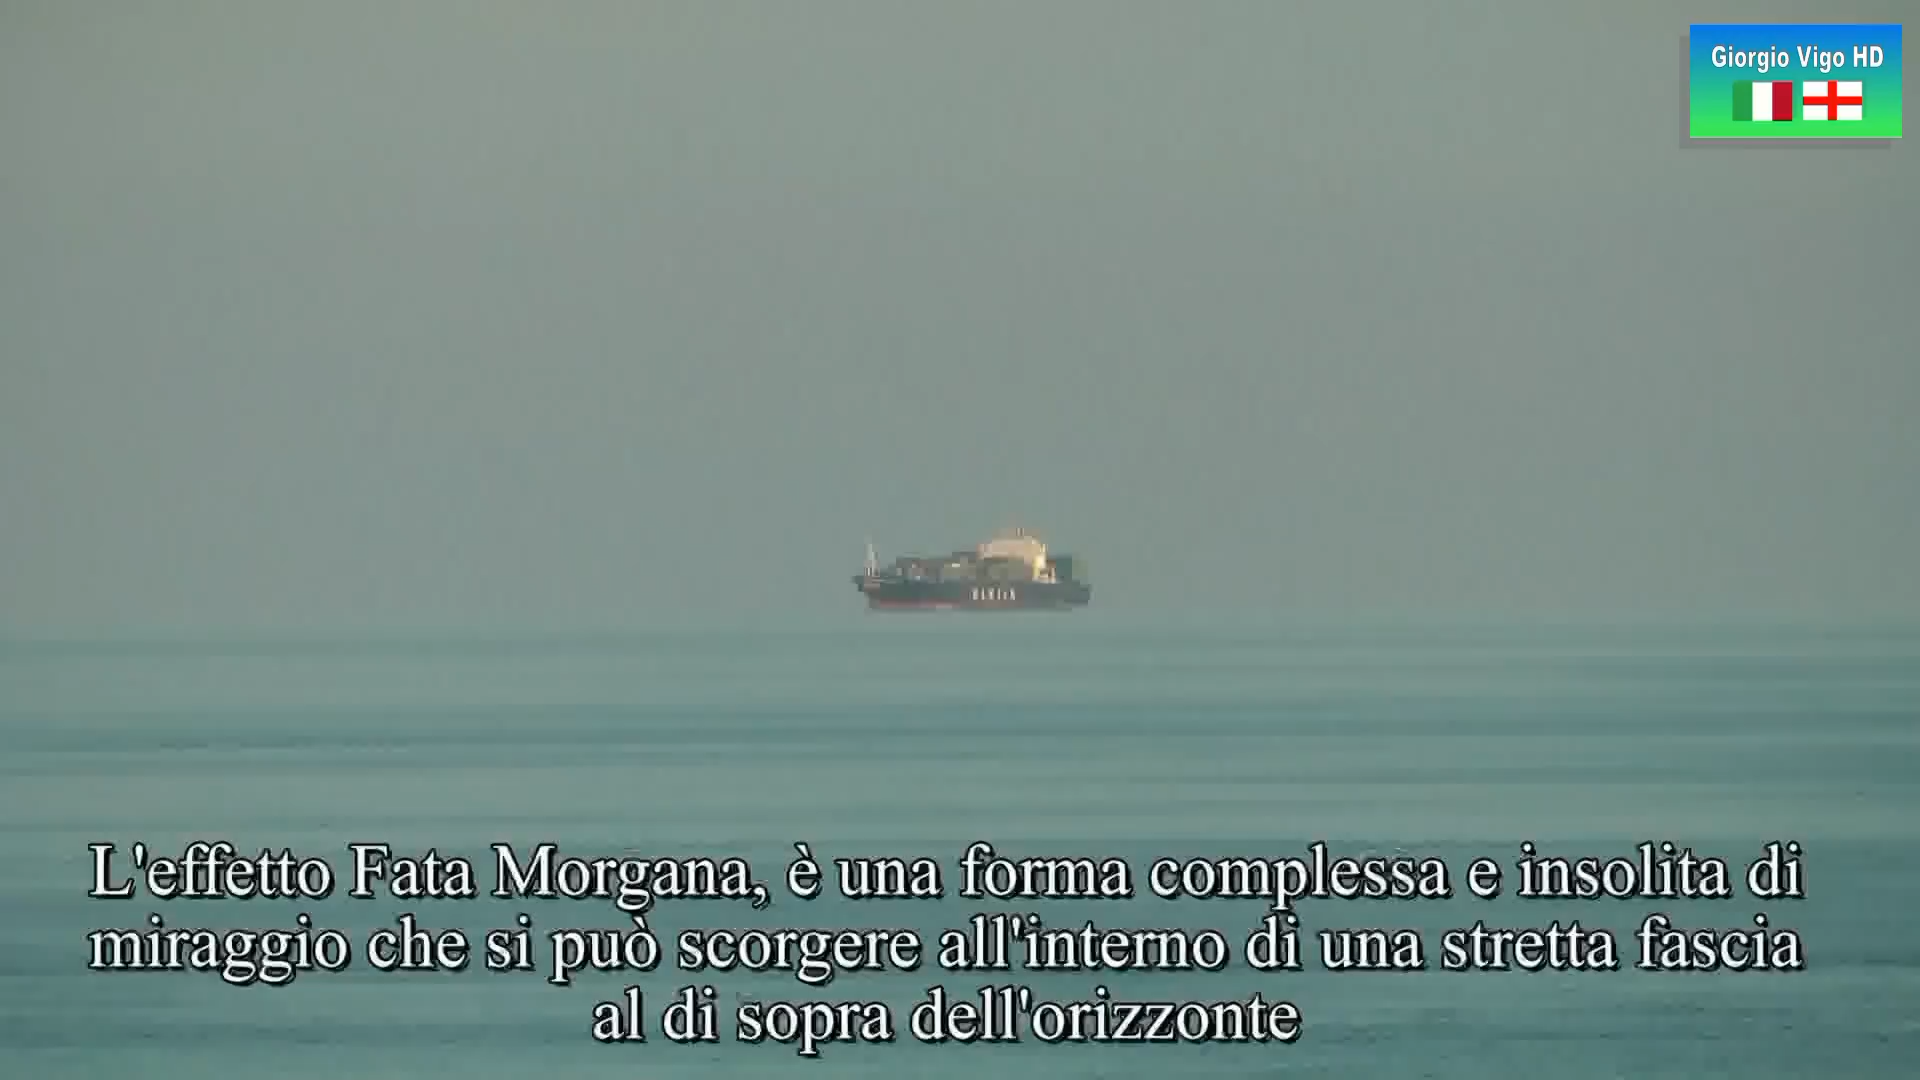 Giorgio Vigo HD
L'effetto Fata Morgana, è una forma complessa e insolita di
miraggio che si può scorgere all'interno di una stretta fascia
al di sopra dell'orizzonte